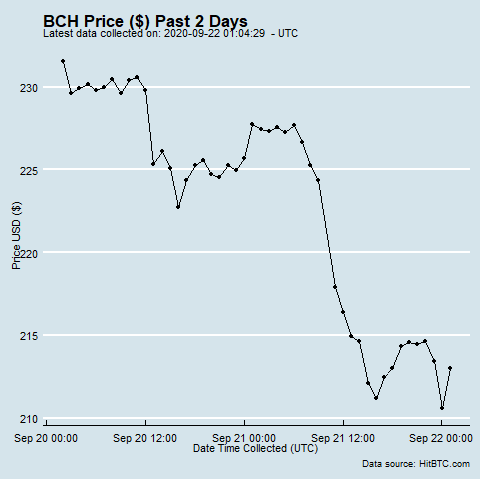 BCH Price ($) Past 2 Days
Latest data collected on: 2020-09-22 01:04:29 - UTC
230
225
220
215
210
Price USD ($)
Sep 20 00:00 Sep 20 12:00 Sep 21 00:00 Sep 21 12:00 Sep 22 00:00
Date Time Collected (UTC)
Data source: HitBTC.com